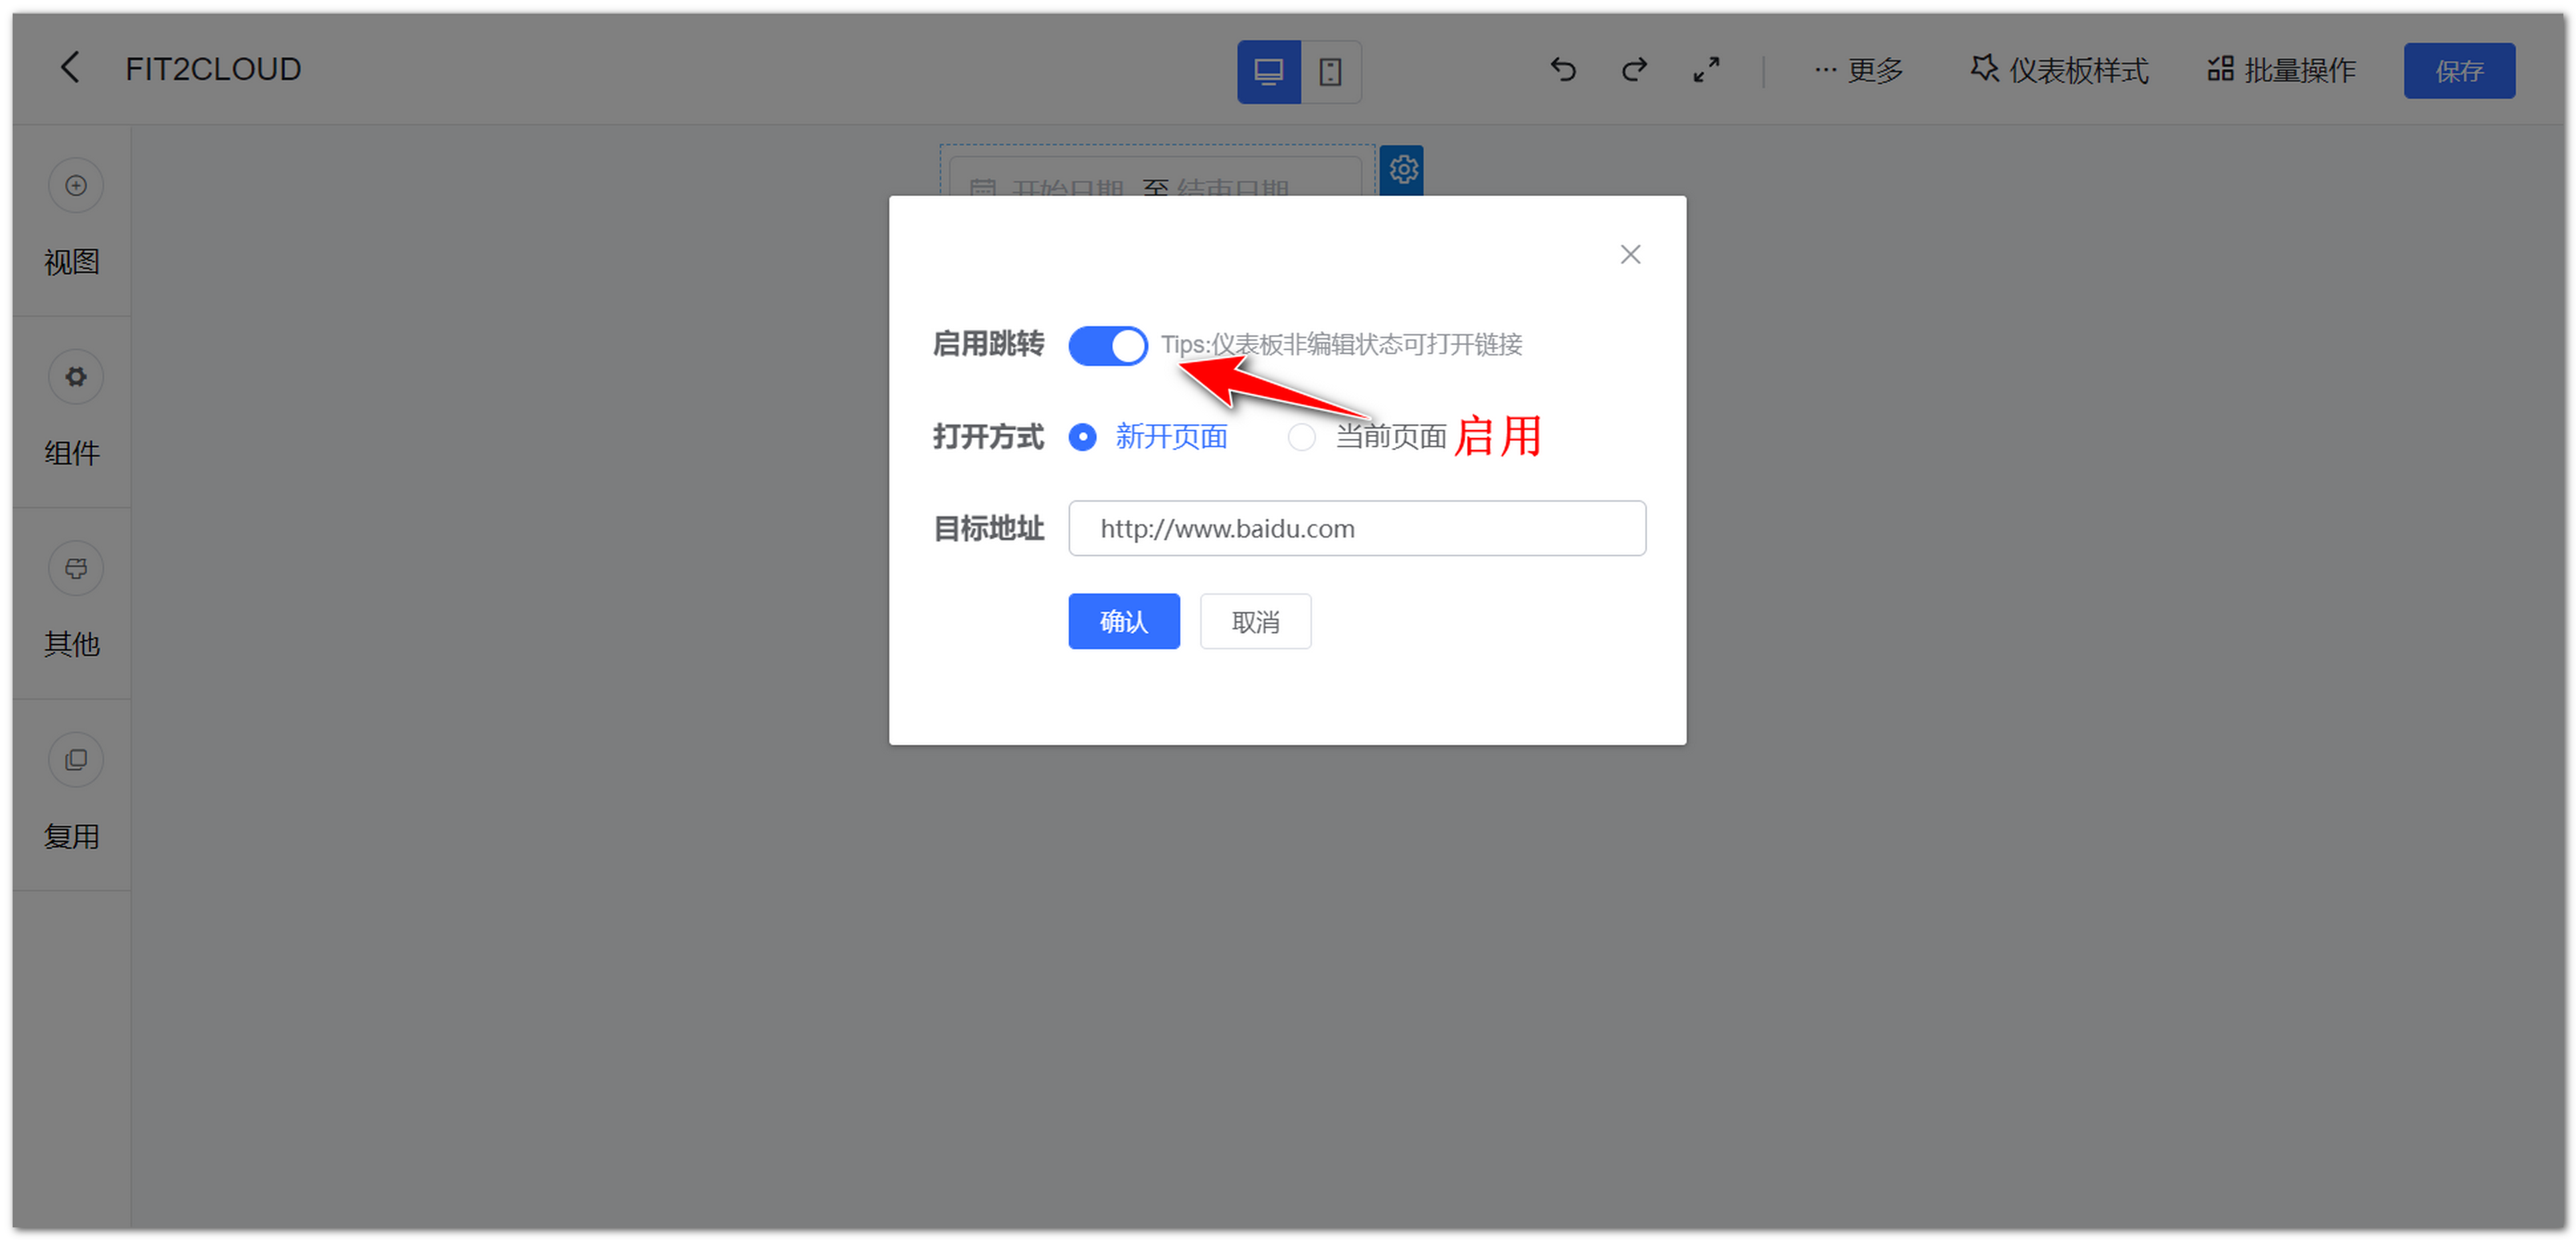 FIT2CLOUD
更多
仪表板样式
批量操作
保存
视图
组件
其他
复用
开始日期 至 结束日期
启用跳转 Tips:仪表板非编辑状态可打开链接
打开方式 新开页面 当前页面 启用
目标地址 http://www.baidu.com
确认 取消